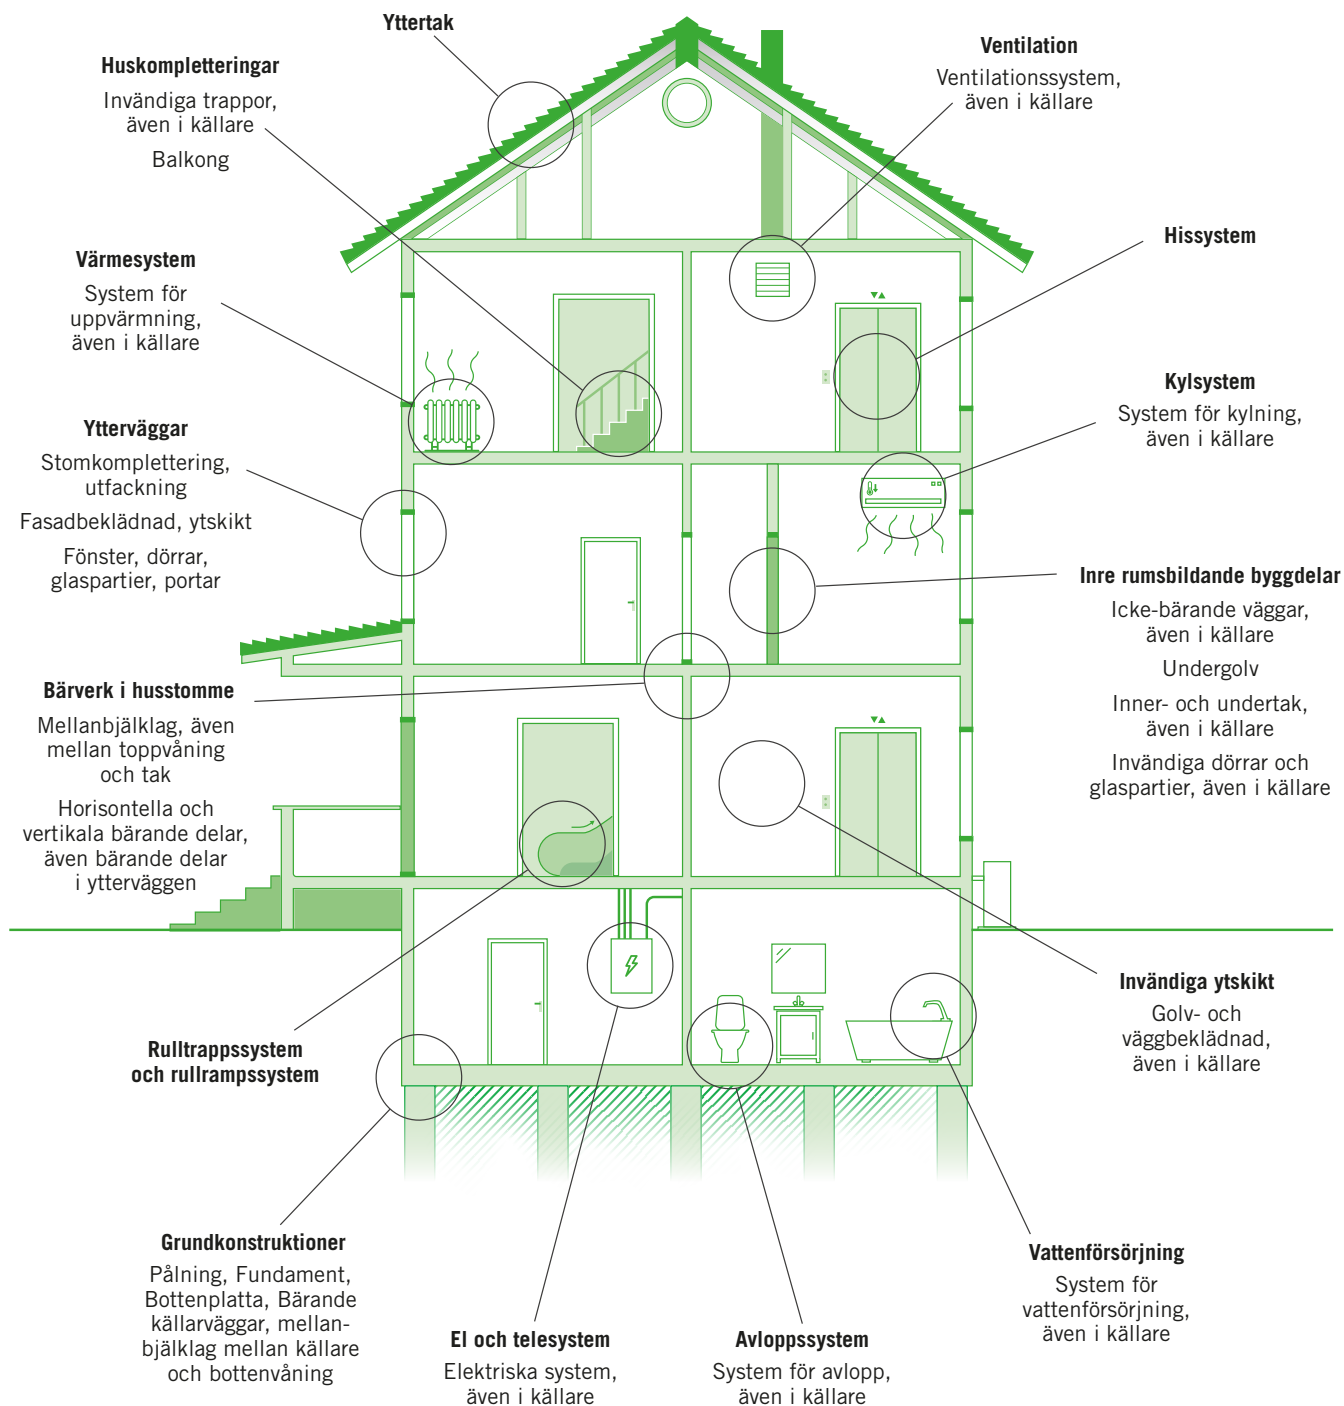 Yttertak
Huskompletteringar
Invändiga trappor,
även i källare
Balkong
Ventilation
Ventilationssystem,
även i källare
Värmesystem
System för
uppvärmning,
även i källare
Hissystem
Kylsystem
System för kylning,
även i källare
Ytterväggar
Stomkomplettering,
utfackning
Fasadbeklädnad, ytskikt
Fönster, dörrar,
glaspartier, portar
Inre rumsbildande byggdelar
Icke-bärande väggar,
även i källare
Undergolv
Inner- och undertak,
även i källare
Invändiga dörrar och
glaspartier, även i källare
Bärverk i husstomme
Mellanbjälklag, även
mellan toppvåning
och tak
Horisontella och
vertikala bärande delar,
även bärande delar
i ytterväggen
Rulltrappssystem
och rullrampssystem
Invändiga ytskikt
Golv- och
väggbeklädnad,
även i källare
Grundkonstruktioner
Pålning, Fundament,
Bottenplatta, Bärande
källarväggar, mellan-
bjälklag mellan källare
och bottenvåning
El och telesystem
Elektriska system,
även i källare
Avloppssystem
System för avlopp,
även i källare
Vattenförsörjning
System för
vattenförsörjning,
även i källare